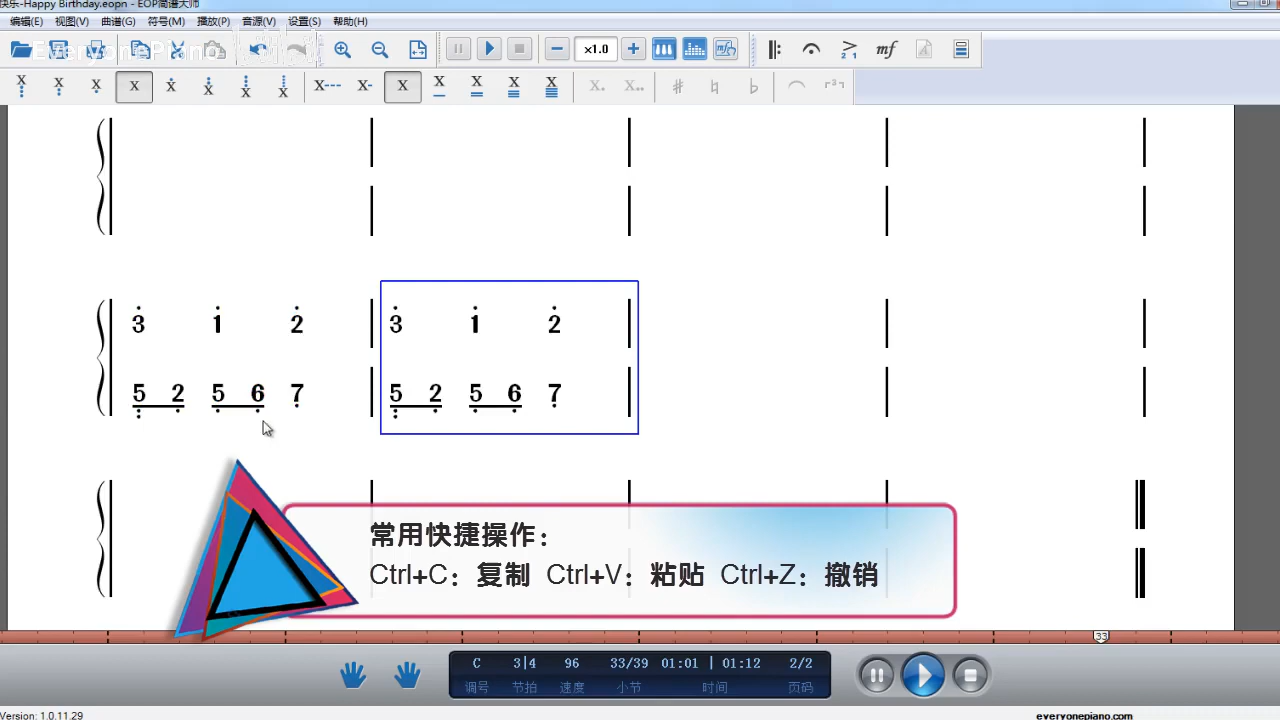 快乐-Happy Birthday.eopn - EOP简谱大师
编辑(E) 视图(V) 曲谱(G) 符号(M) 播放(P) 音源(V) 设置(S) 帮助(H)
EveryonePiano
x1.0
mf
X X X X X X X X X--- X- X X X X X X. X..
3 1 2 3 1 2
5 2 5 6 7 5 2 5 6 7
常用快捷操作：
Ctrl+C：复制 Ctrl+V：粘贴 Ctrl+Z：撤销
33
C 3|4 96 33/39 01:01 | 01:12 2/2
调号 节拍 速度 小节 时间 页码
Version: 1.0.11.29
everyonepiano.com